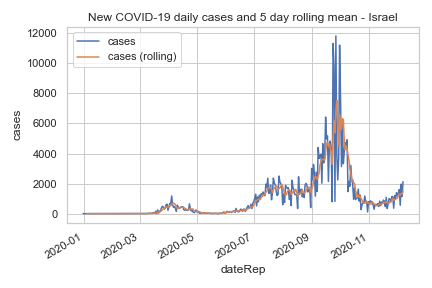 New COVID-19 daily cases and 5 day rolling mean - Israel
cases
cases (rolling)
12000
10000
8000
6000
4000
2000
0
cases
2020-01
2020-03
2020-05
2020-07
2020-09
2020-11
dateRep